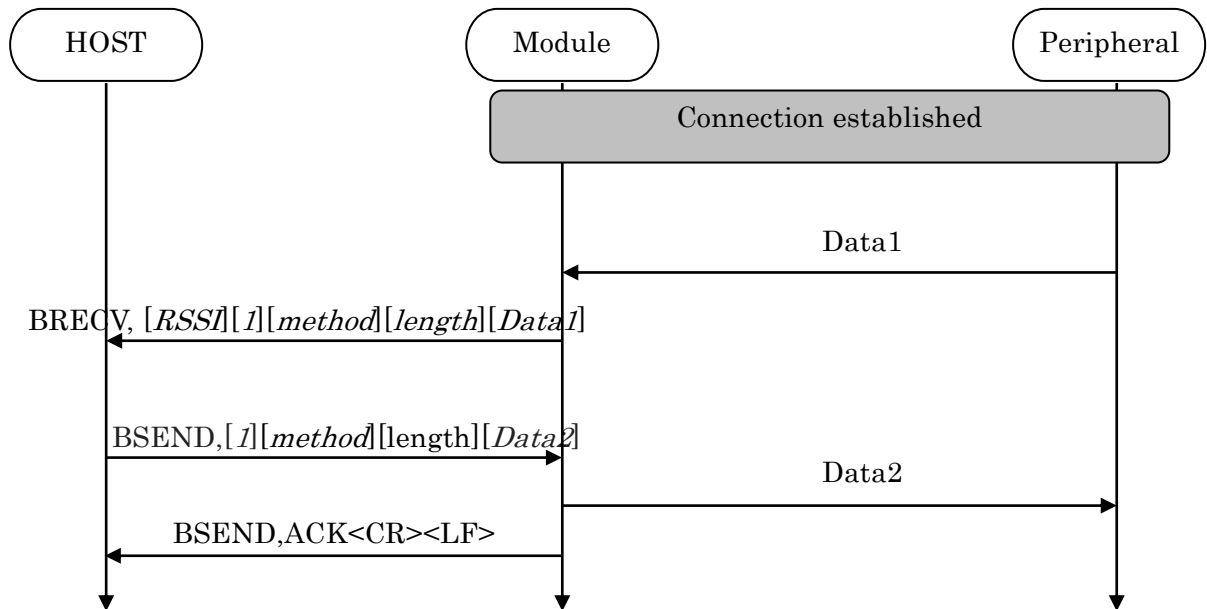 HOST
Module
Peripheral
Connection established
Data1
BRECV, [RSSI][1][method][length][Data1]
BSEND,[1][method][length][Data2]
Data2
BSEND,ACK<CR><LF>